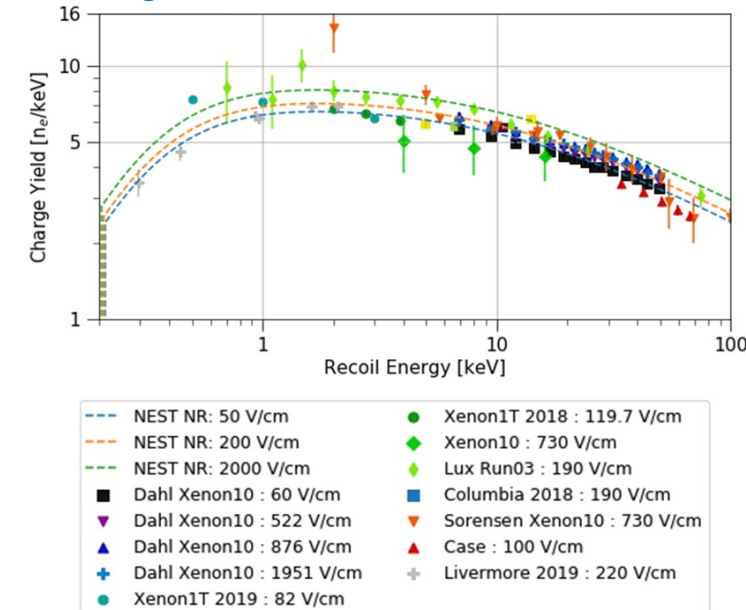 16
10
5
1
Charge Yield [nₑ/keV]
1
10
100
Recoil Energy [keV]
NEST NR: 50 V/cm
NEST NR: 200 V/cm
NEST NR: 2000 V/cm
Dahl Xenon10 : 60 V/cm
Dahl Xenon10 : 522 V/cm
Dahl Xenon10 : 876 V/cm
Dahl Xenon10 : 1951 V/cm
Xenon1T 2019 : 82 V/cm
Xenon1T 2018 : 119.7 V/cm
Xenon10 : 730 V/cm
Lux Run03 : 190 V/cm
Columbia 2018 : 190 V/cm
Sorensen Xenon10 : 730 V/cm
Case : 100 V/cm
Livermore 2019 : 220 V/cm